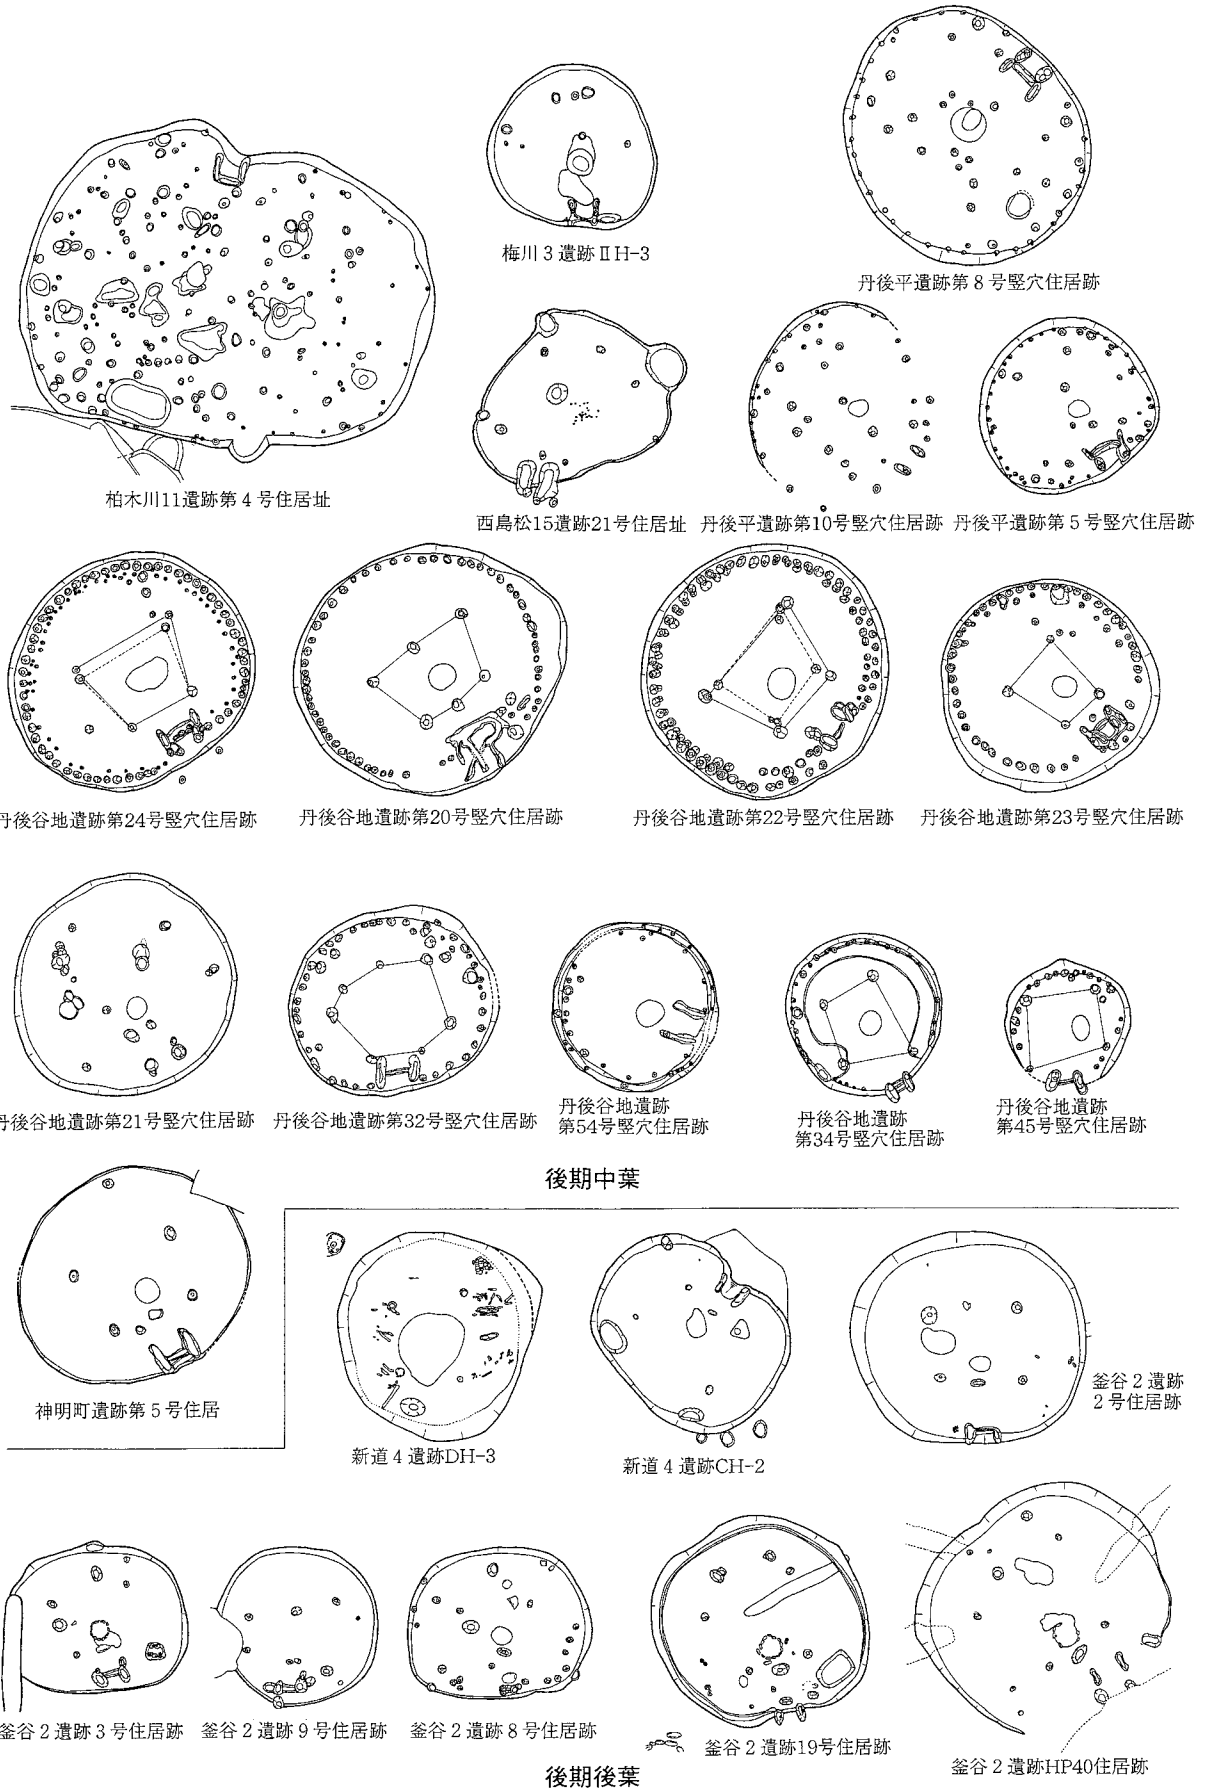 梅川3遺跡ⅡH-3
丹後平遺跡第8号竪穴住居跡
柏木川11遺跡第4号住居址
西島松15遺跡21号住居址
丹後平遺跡第10号竪穴住居跡
丹後平遺跡第5号竪穴住居跡
丹後谷地遺跡第24号竪穴住居跡
丹後谷地遺跡第20号竪穴住居跡
丹後谷地遺跡第22号竪穴住居跡
丹後谷地遺跡第23号竪穴住居跡
丹後谷地遺跡第21号竪穴住居跡
丹後谷地遺跡第32号竪穴住居跡
丹後谷地遺跡
第54号竪穴住居跡
丹後谷地遺跡
第34号竪穴住居跡
丹後谷地遺跡
第45号竪穴住居跡
後期中葉
神明町遺跡第5号住居
新道4遺跡DH-3
新道4遺跡CH-2
釜谷2遺跡
2号住居跡
釜谷2遺跡3号住居跡
釜谷2遺跡9号住居跡
釜谷2遺跡8号住居跡
釜谷2遺跡19号住居跡
釜谷2遺跡HP40住居跡
後期後葉